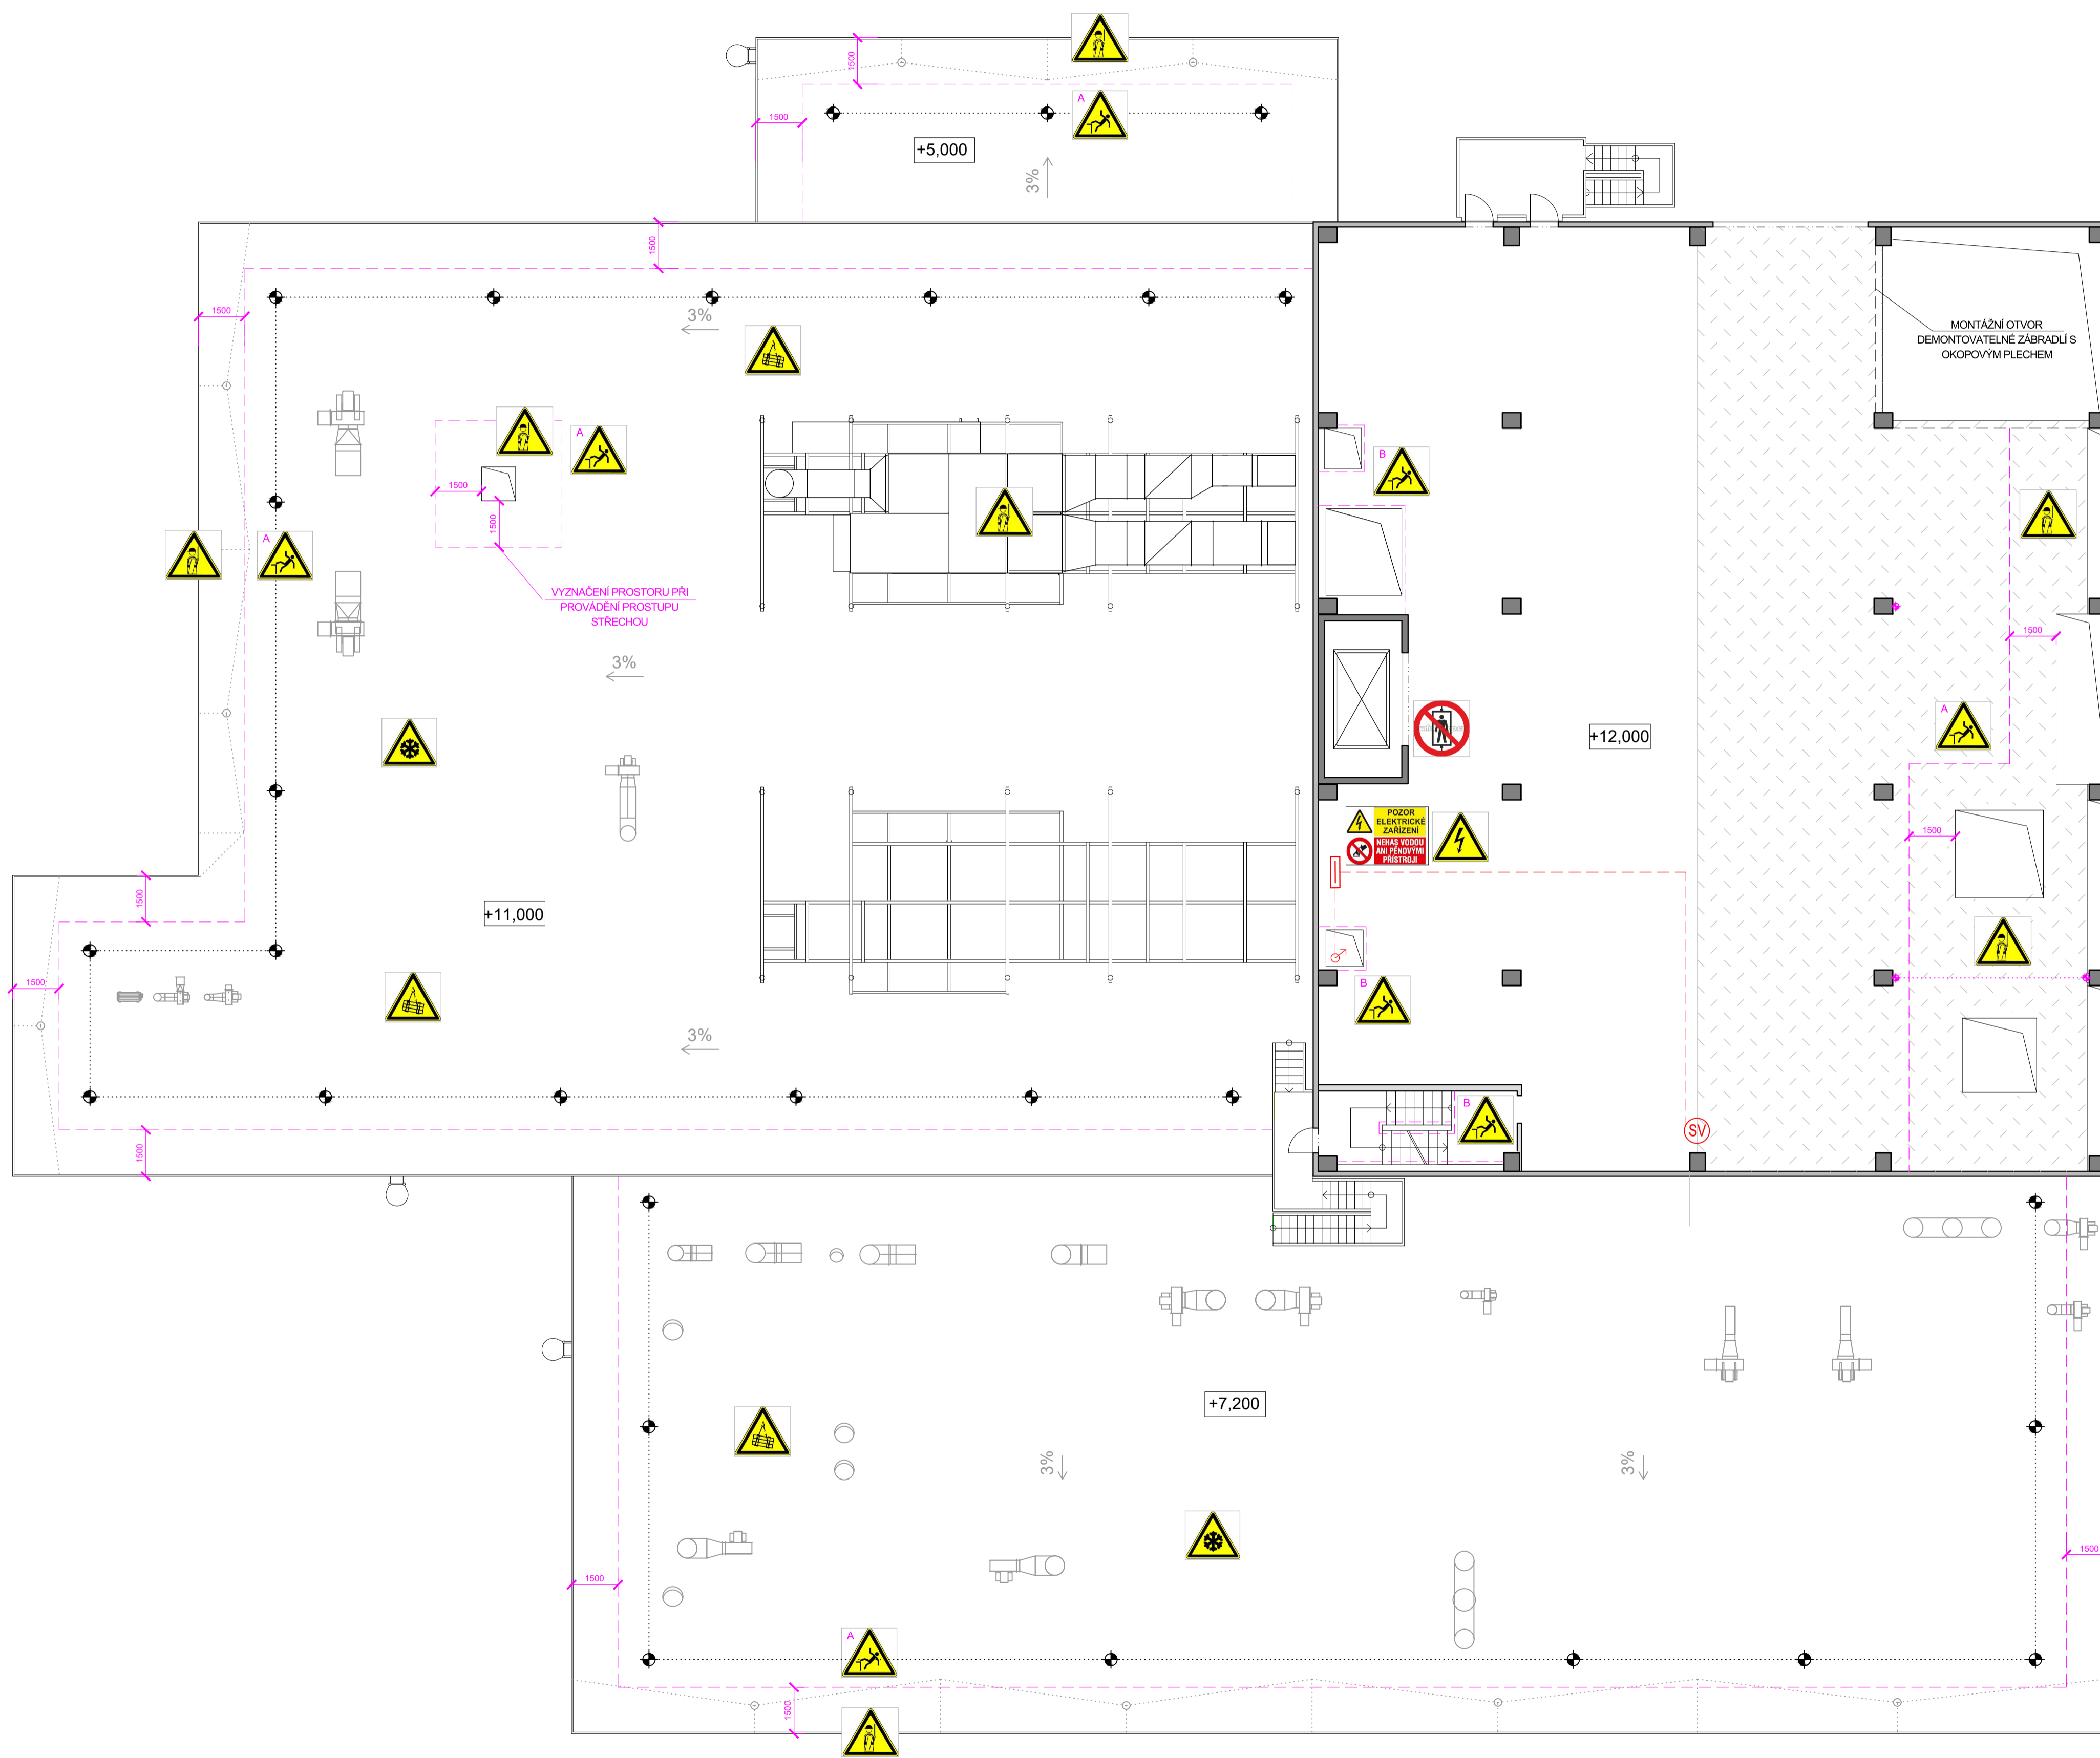 1500
A
1500
+5,000
3%
1500
1500
3%
MONTÁŽNÍ OTVOR
DEMONTOVATELNÉ ZÁBRADLÍ S
OKOPOVÝM PLECHEM
A
B
1500
1500
A
VYZNAČENÍ PROSTORU PŘI
PROVÁDĚNÍ PROSTUPU
STŘECHOU
1500
3%
A
+12,000
POZOR
ELEKTRICKÉ
ZAŘÍZENÍ
NEHAS VODOU
ANI PĚNOVÝMI
PŘÍSTROJI
1500
1500
+11,000
1500
B
3%
B
SV
1500
+7,200
3%
3%
1500
1500
A
1500